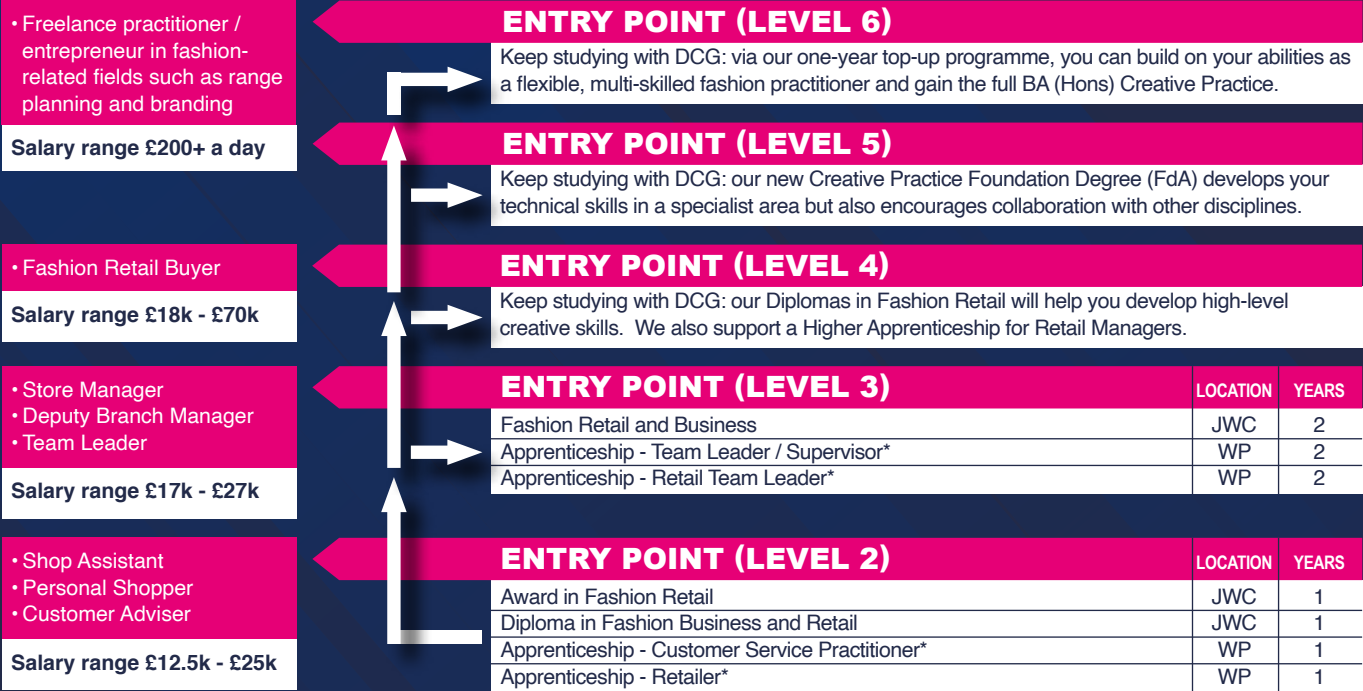 • Freelance practitioner /
entrepreneur in fashion-
related fields such as range
planning and branding
Salary range £200+ a day
ENTRY POINT (LEVEL 6)
Keep studying with DCG: via our one-year top-up programme, you can build on your abilities as
a flexible, multi-skilled fashion practitioner and gain the full BA (Hons) Creative Practice.
ENTRY POINT (LEVEL 5)
Keep studying with DCG: our new Creative Practice Foundation Degree (FdA) develops your
technical skills in a specialist area but also encourages collaboration with other disciplines.
• Fashion Retail Buyer
Salary range £18k - £70k
ENTRY POINT (LEVEL 4)
Keep studying with DCG: our Diplomas in Fashion Retail will help you develop high-level
creative skills.  We also support a Higher Apprenticeship for Retail Managers.
• Store Manager
• Deputy Branch Manager
• Team Leader
Salary range £17k - £27k
ENTRY POINT (LEVEL 3) LOCATION YEARS
Fashion Retail and Business JWC 2
Apprenticeship - Team Leader / Supervisor* WP 2
Apprenticeship - Retail Team Leader* WP 2
• Shop Assistant
• Personal Shopper
• Customer Adviser
Salary range £12.5k - £25k
ENTRY POINT (LEVEL 2) LOCATION YEARS
Award in Fashion Retail JWC 1
Diploma in Fashion Business and Retail JWC 1
Apprenticeship - Customer Service Practitioner* WP 1
Apprenticeship - Retailer* WP 1